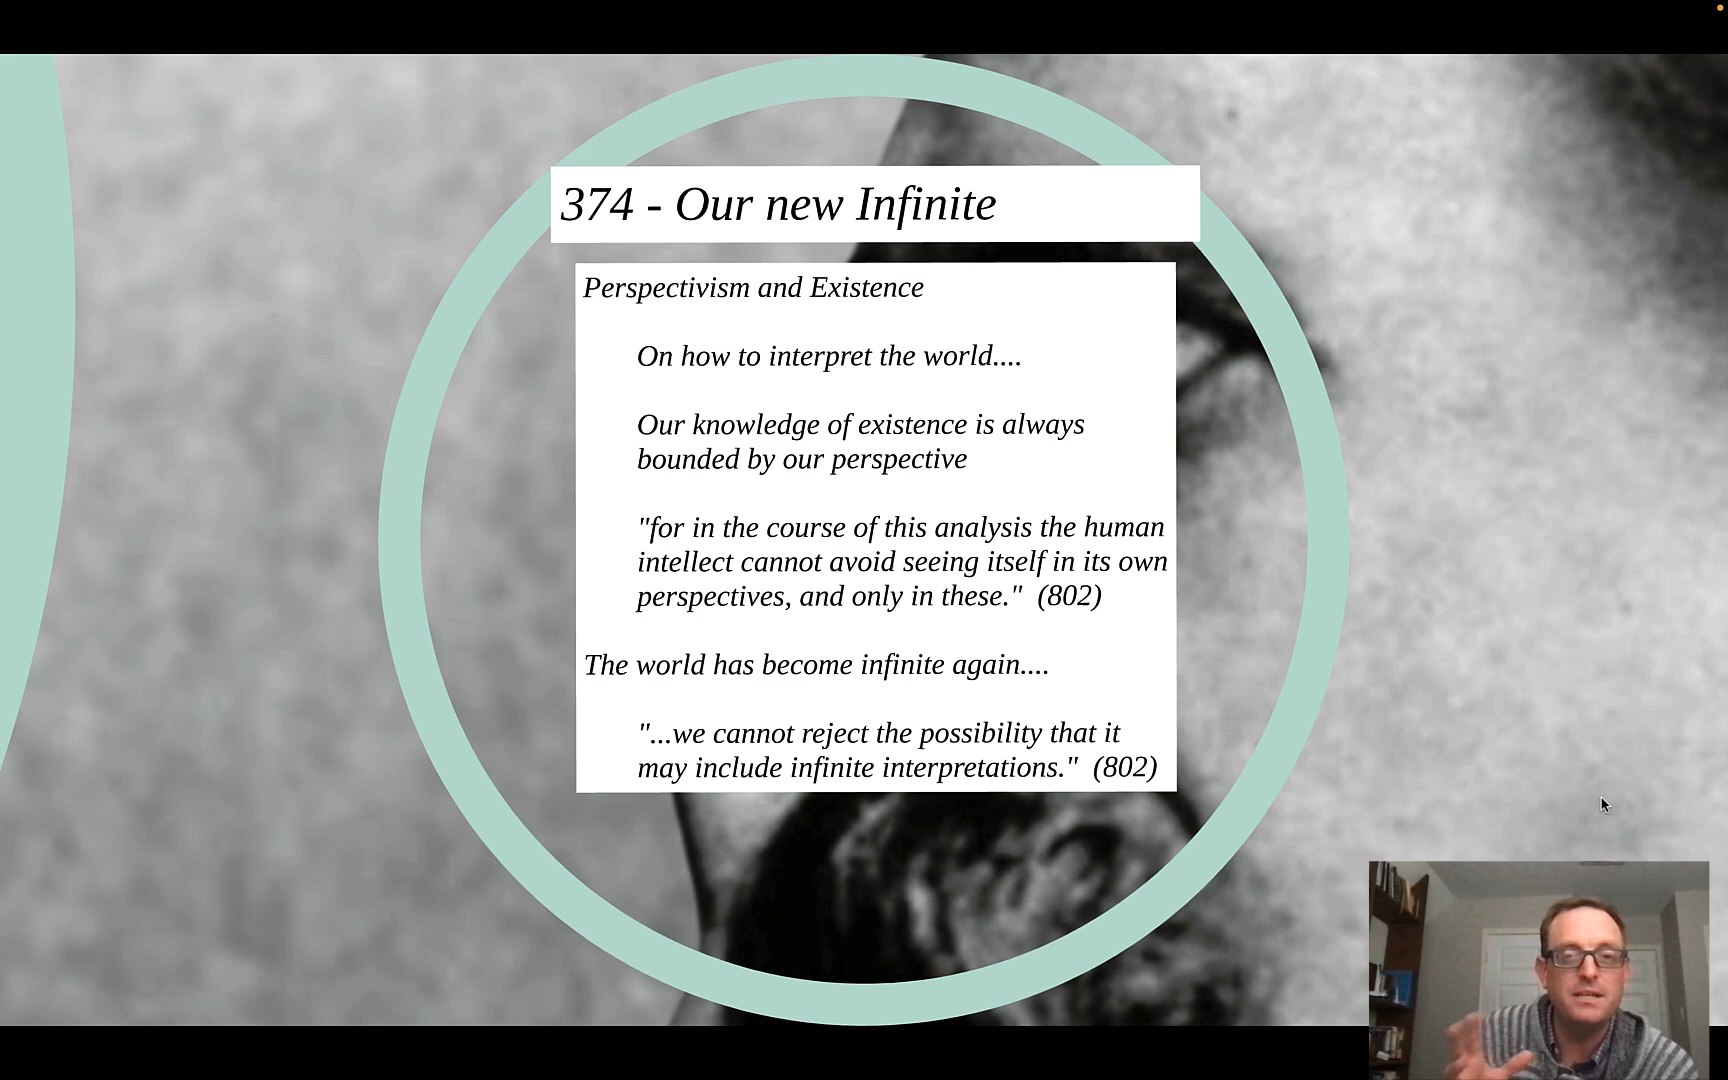 374 - Our new Infinite
Perspectivism and Existence
On how to interpret the world....
Our knowledge of existence is always
bounded by our perspective
"for in the course of this analysis the human
intellect cannot avoid seeing itself in its own
perspectives, and only in these."  (802)
The world has become infinite again....
"...we cannot reject the possibility that it
may include infinite interpretations."  (802)